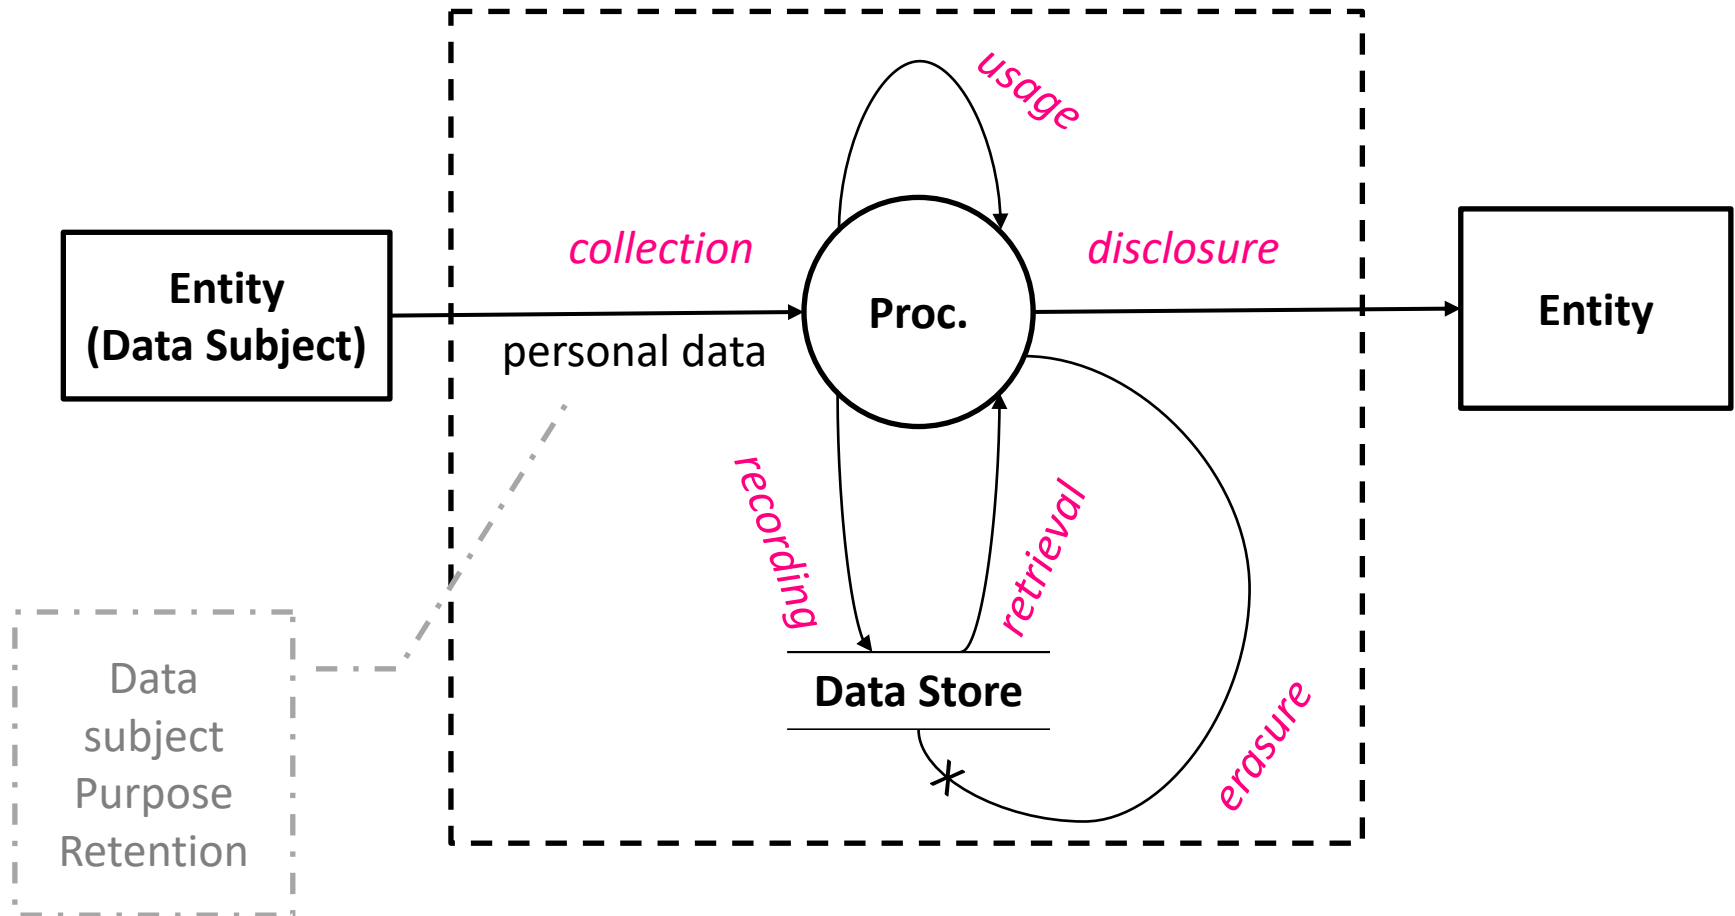 usage
collection
disclosure
Entity
(Data Subject)
Proc.
Entity
personal data
recording
retrieval
Data Store
erasure
Data
subject
Purpose
Retention